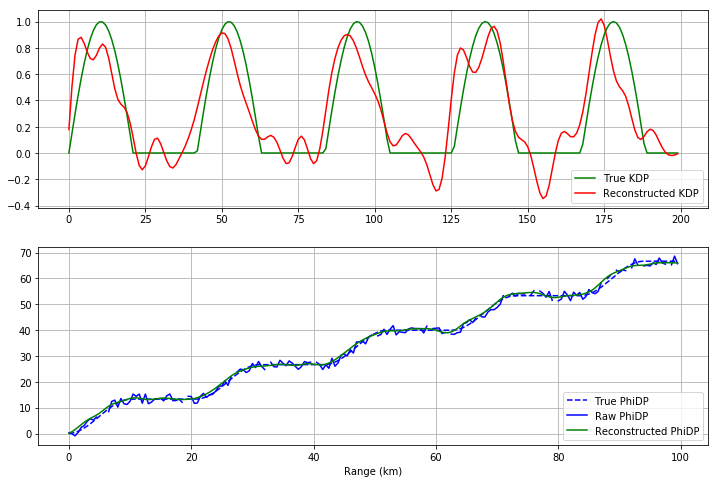 1.0
0.8
0.6
0.4
0.2
0.0
−0.2
−0.4
0 25 50 75 100 125 150 175 200
True KDP
Reconstructed KDP
70
60
50
40
30
20
10
0
0 20 40 60 80 100
Range (km)
True PhiDP
Raw PhiDP
Reconstructed PhiDP